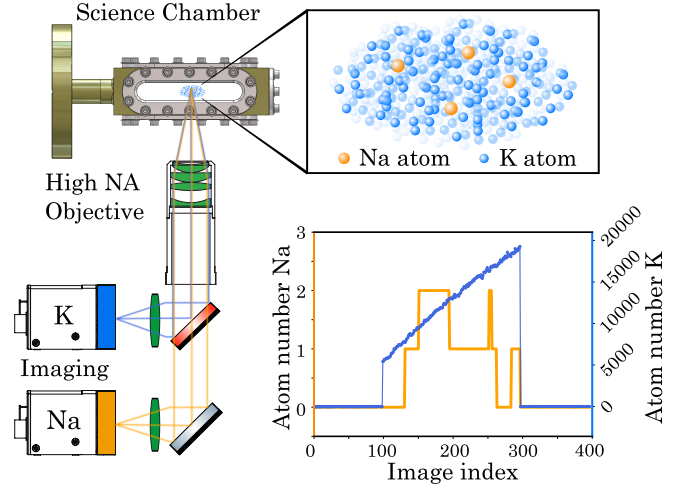 Science Chamber
Na atom
K atom
High NA
Objective
K
Imaging
Na
Atom number Na
3
2
1
0
0
100
200
300
400
Image index
20000
15000
10000
5000
0
Atom number K